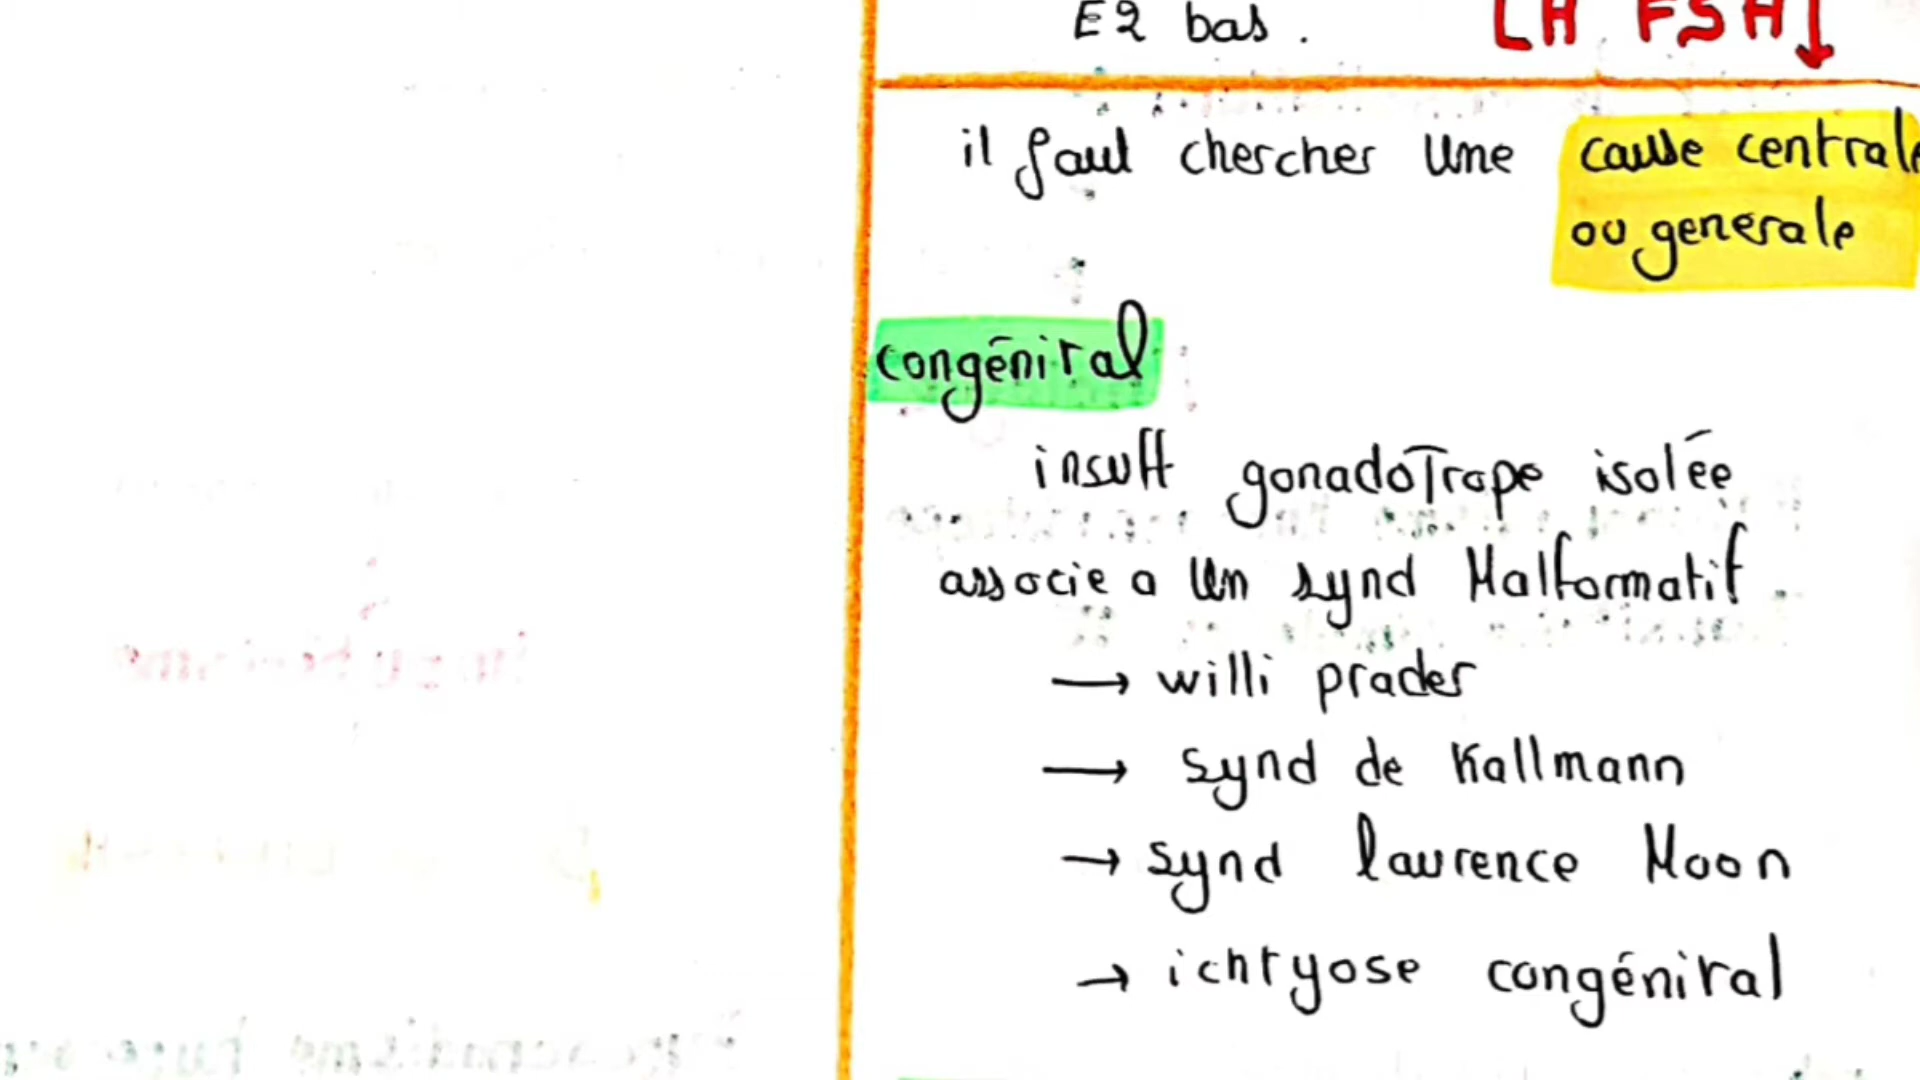 E2 bas. LH FSH↓
il faut chercher une cause centrale
ou generale
congénital
insuff gonadotrope isolée
associe a un synd Malformatif.
→ willi prader
→ synd de Kallmann
→ synd laurence Moon
→ ichtyose congénital